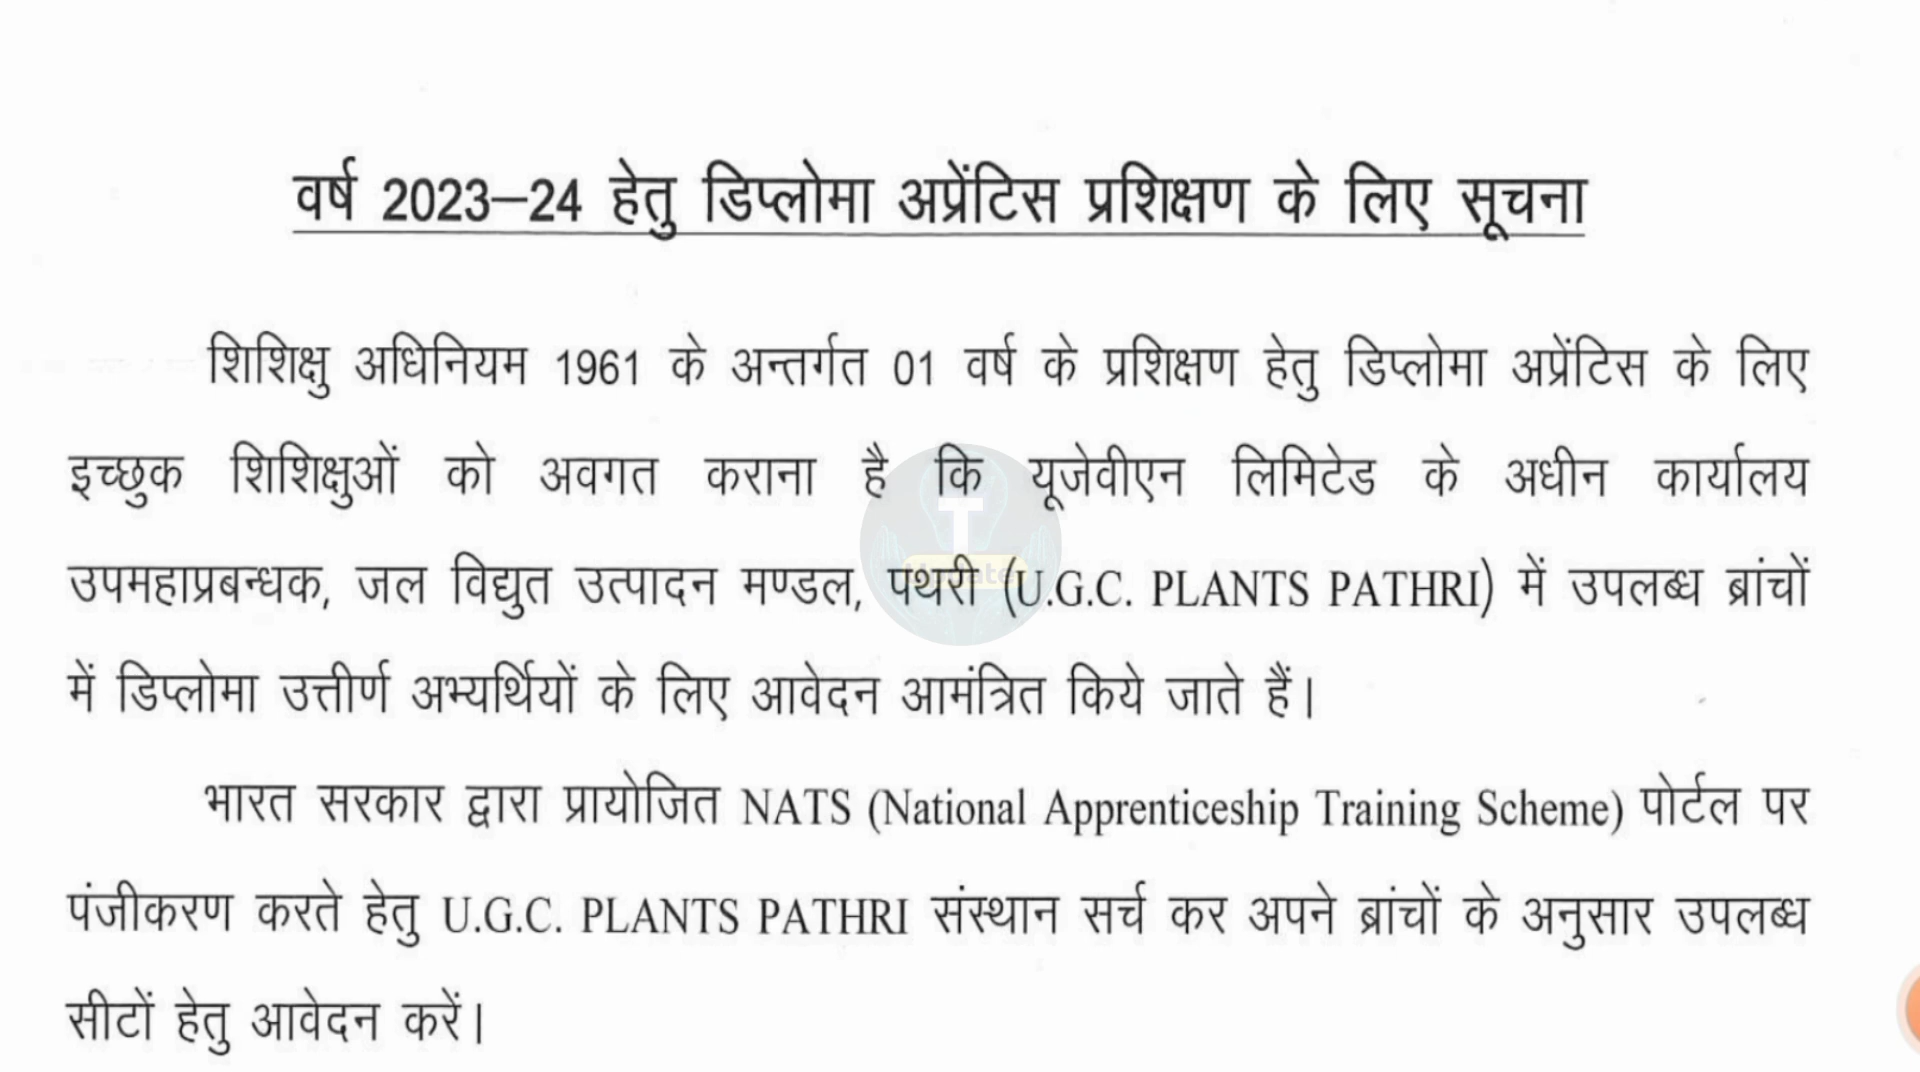 वर्ष 2023–24 हेतु डिप्लोमा अप्रेंटिस प्रशिक्षण के लिए सूचना
शिशिक्षु अधिनियम 1961 के अन्तर्गत 01 वर्ष के प्रशिक्षण हेतु डिप्लोमा अप्रेंटिस के लिए
इच्छुक शिशिक्षुओं को अवगत कराना है कि यूजेवीएन लिमिटेड के अधीन कार्यालय
उपमहाप्रबन्धक, जल विद्युत उत्पादन मण्डल, पथरी (U.G.C. PLANTS PATHRI) में उपलब्ध ब्रांचों
में डिप्लोमा उत्तीर्ण अभ्यर्थियों के लिए आवेदन आमंत्रित किये जाते हैं।
भारत सरकार द्वारा प्रायोजित NATS (National Apprenticeship Training Scheme) पोर्टल पर
पंजीकरण करते हेतु U.G.C. PLANTS PATHRI संस्थान सर्च कर अपने ब्रांचों के अनुसार उपलब्ध
सीटों हेतु आवेदन करें।
T